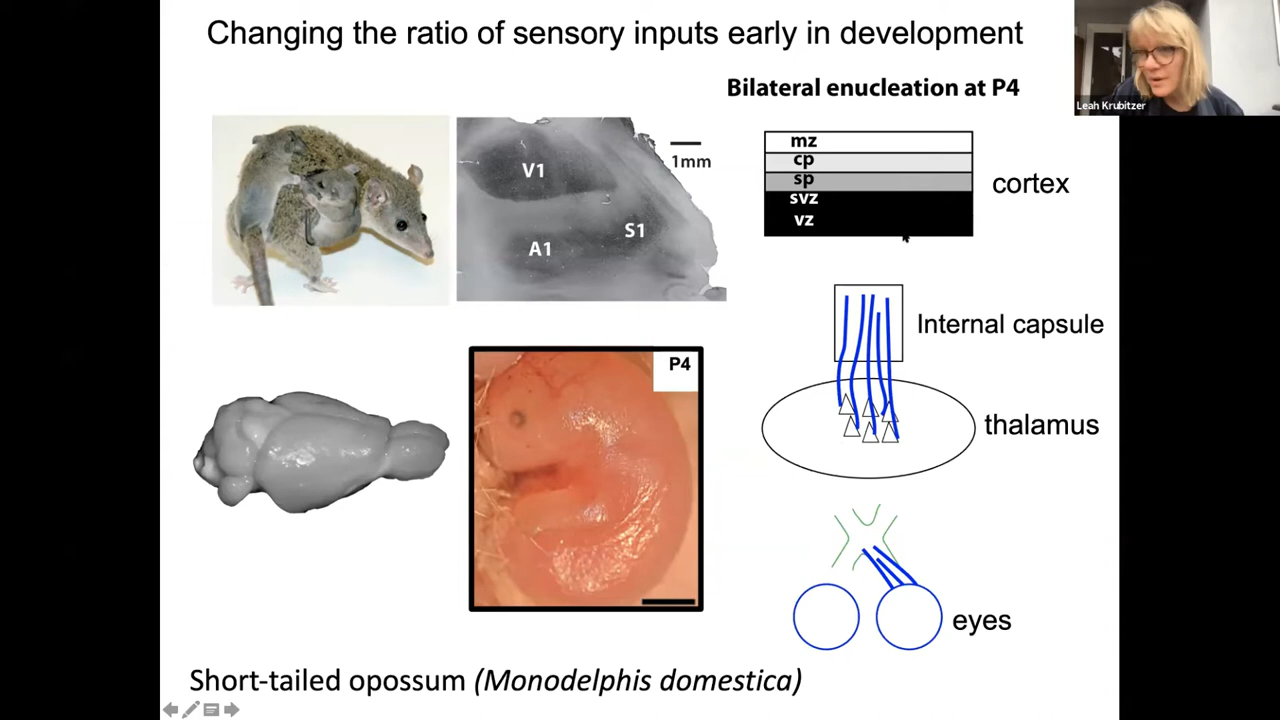 Changing the ratio of sensory inputs early in development
Leah Krubitzer
Bilateral enucleation at P4
V1
1mm
S1
A1
mz
cp
sp
svz
vz
cortex
Internal capsule
P4
thalamus
eyes
Short-tailed opossum (Monodelphis domestica)